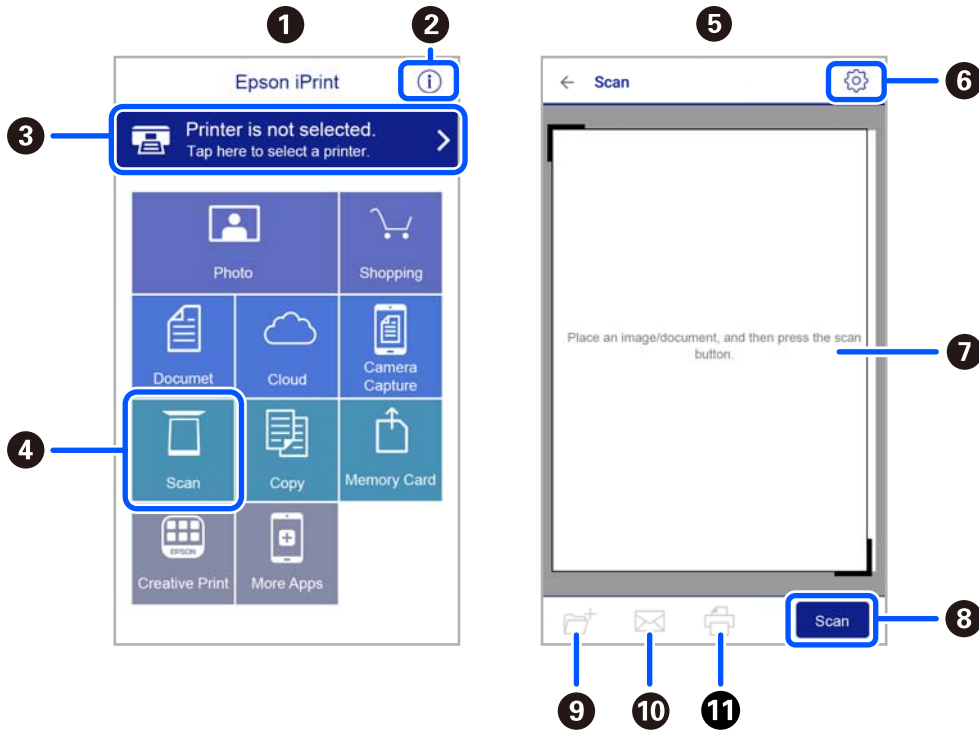 1
2
5
Epson iPrint
i
Scan
6
3
Printer is not selected.
Tap here to select a printer.
Photo
Shopping
Place an image/document, and then press the scan
button.
7
Documet
Cloud
Camera
Capture
4
Scan
Copy
Memory Card
EPSON
Creative Print
More Apps
Scan
8
9
10
11